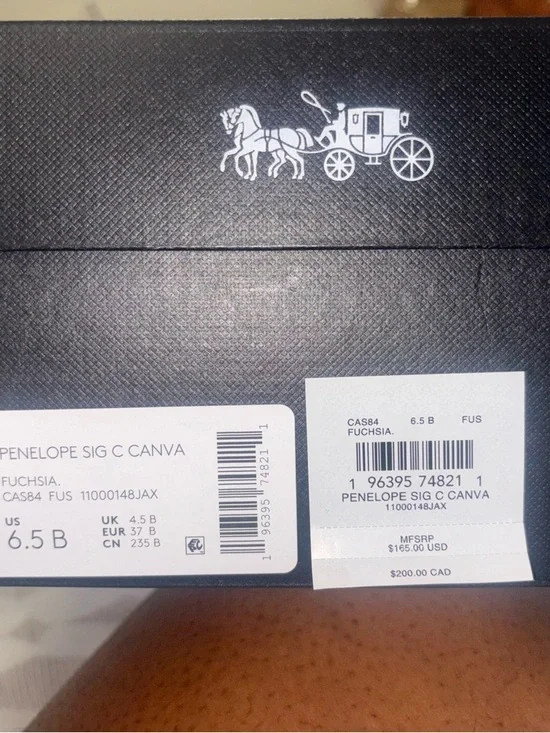 PENELOPE SIG C CANVA
FUCHSIA.
CAS84 FUS 11000148JAX
US
6.5 B
UK 4.5 B
EUR 37 B
CN 235 B
1 96395 74821 1
CAS84 6.5 B FUS
FUCHSIA.
1 96395 74821 1
PENELOPE SIG C CANVA
11000148JAX
MFSRP
$165.00 USD
$200.00 CAD